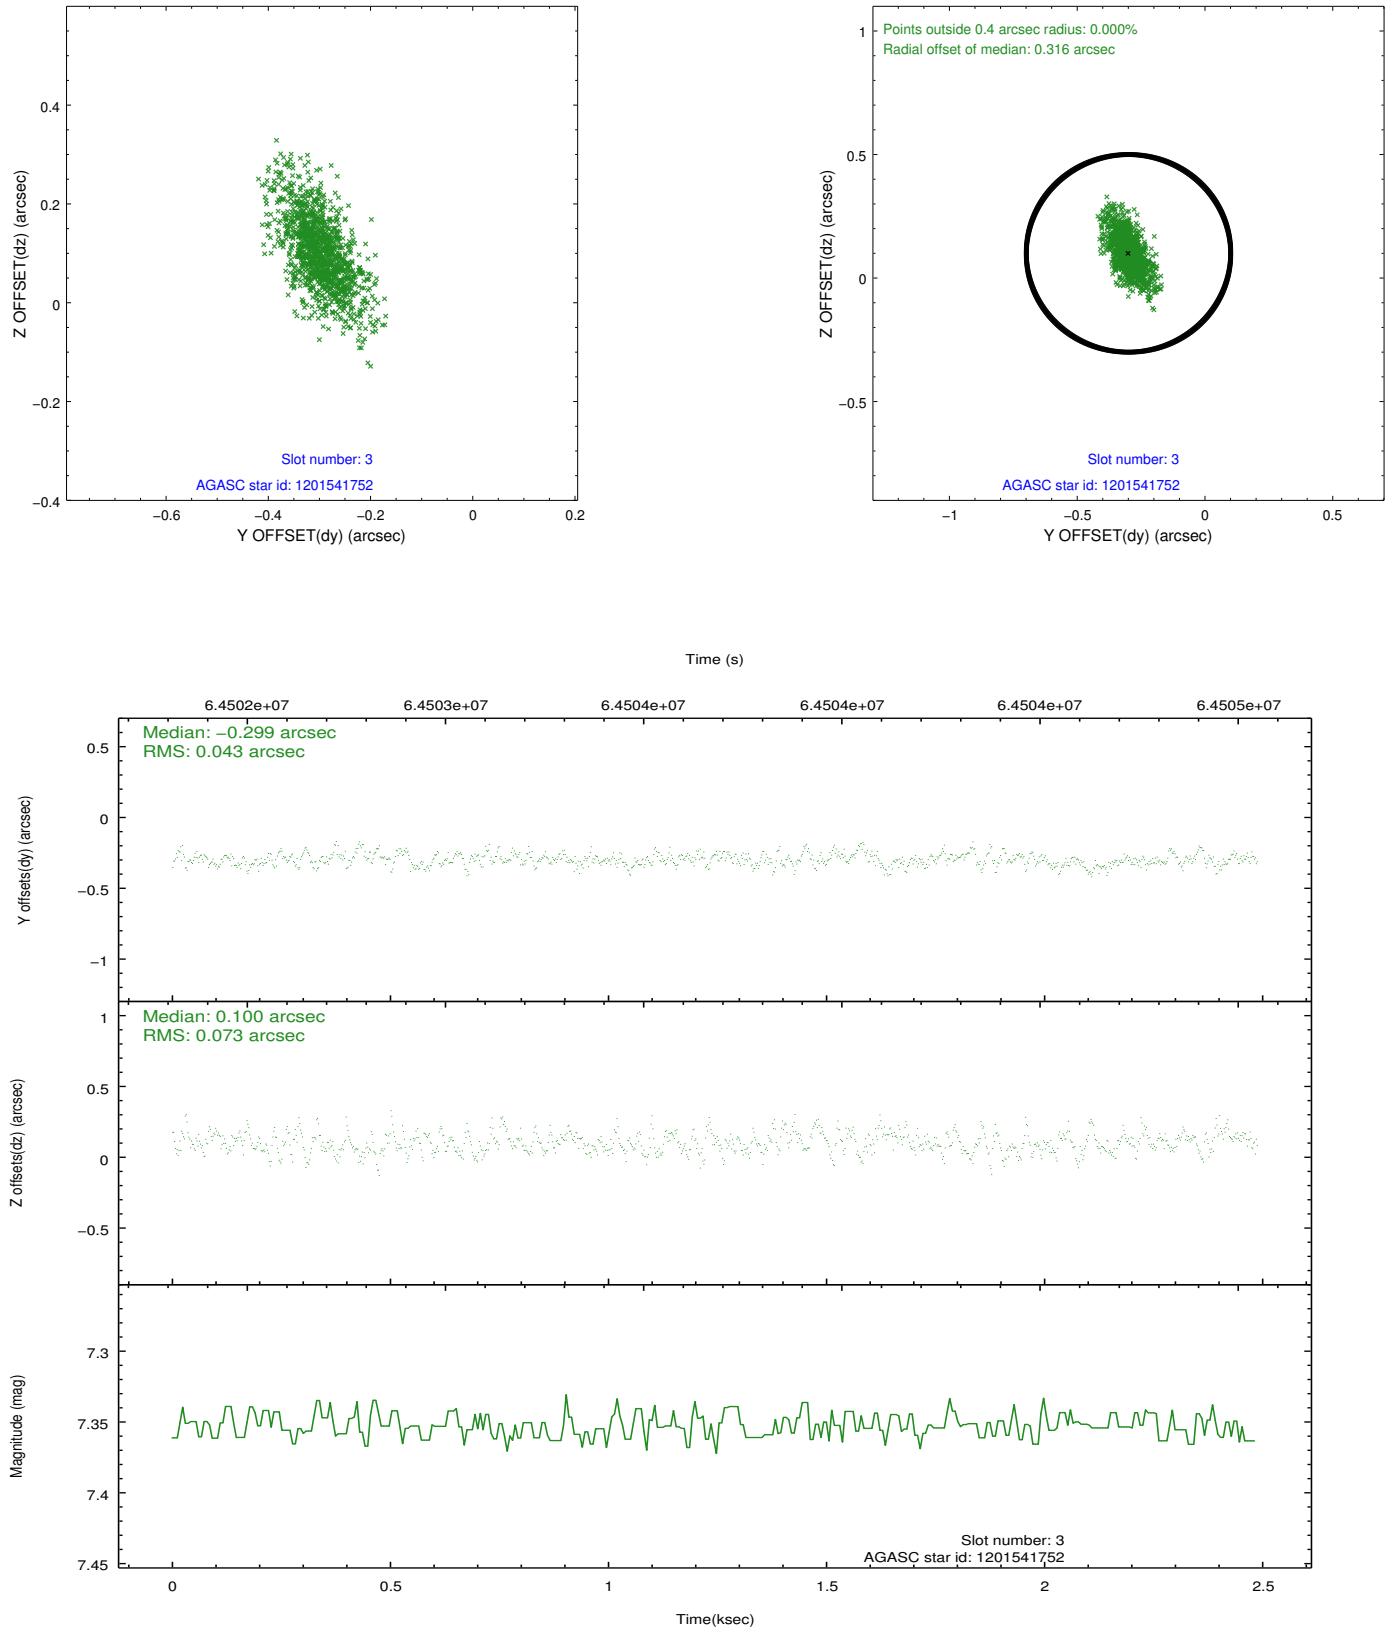 0.4
0.2
0
−0.2
−0.4
Z OFFSET(dz) (arcsec)
Slot number: 3
AGASC star id: 1201541752
−0.6
−0.4
−0.2
0
0.2
Y OFFSET(dy) (arcsec)
Points outside 0.4 arcsec radius: 0.000%
Radial offset of median: 0.316 arcsec
1
0.5
0
−0.5
Z OFFSET(dz) (arcsec)
Slot number: 3
AGASC star id: 1201541752
−1
−0.5
0
0.5
Y OFFSET(dy) (arcsec)
Time (s)
6.4502e+07
6.4503e+07
6.4504e+07
6.4504e+07
6.4504e+07
6.4505e+07
Median: −0.299 arcsec
RMS: 0.043 arcsec
0.5
0
−0.5
−1
Y offsets(dy) (arcsec)
Median: 0.100 arcsec
RMS: 0.073 arcsec
1
0.5
0
−0.5
Z offsets(dz) (arcsec)
7.3
7.35
7.4
7.45
Magnitude (mag)
Slot number: 3
AGASC star id: 1201541752
0
0.5
1
1.5
2
2.5
Time(ksec)